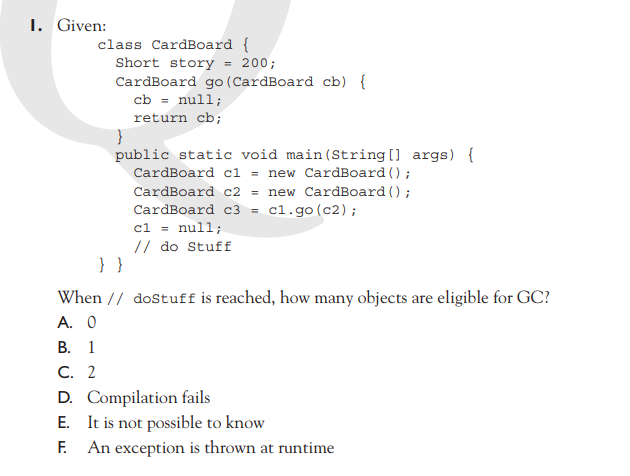 1. Given:
class CardBoard {
Short story = 200;
CardBoard go(CardBoard cb) {
cb = null;
return cb;
}
public static void main(String[] args) {
CardBoard c1 = new CardBoard();
CardBoard c2 = new CardBoard();
CardBoard c3 = c1.go(c2);
c1 = null;
// do Stuff
} }
When // doStuff is reached, how many objects are eligible for GC?
A. 0
B. 1
C. 2
D. Compilation fails
E. It is not possible to know
F. An exception is thrown at runtime